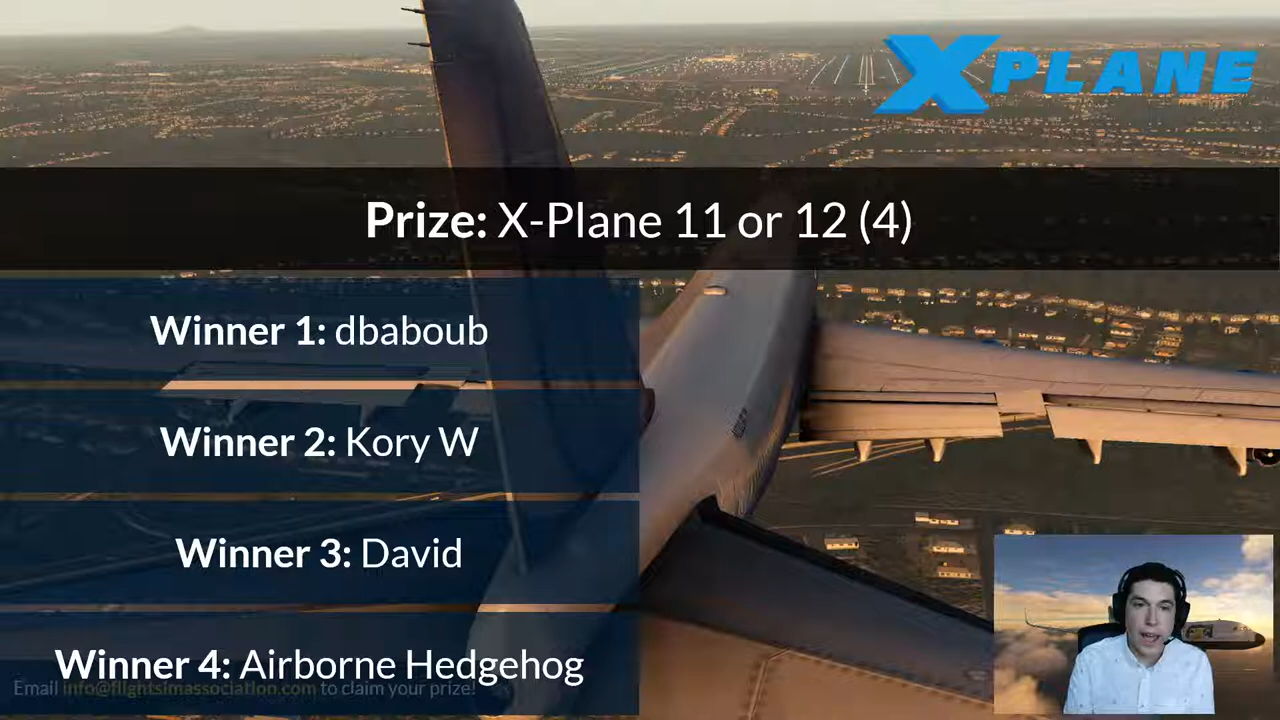 X PLANE
Prize: X-Plane 11 or 12 (4)
Winner 1: dbaboub
Winner 2: Kory W
Winner 3: David
Winner 4: Airborne Hedgehog
Email info@flightsimassociation.com to claim your prize!